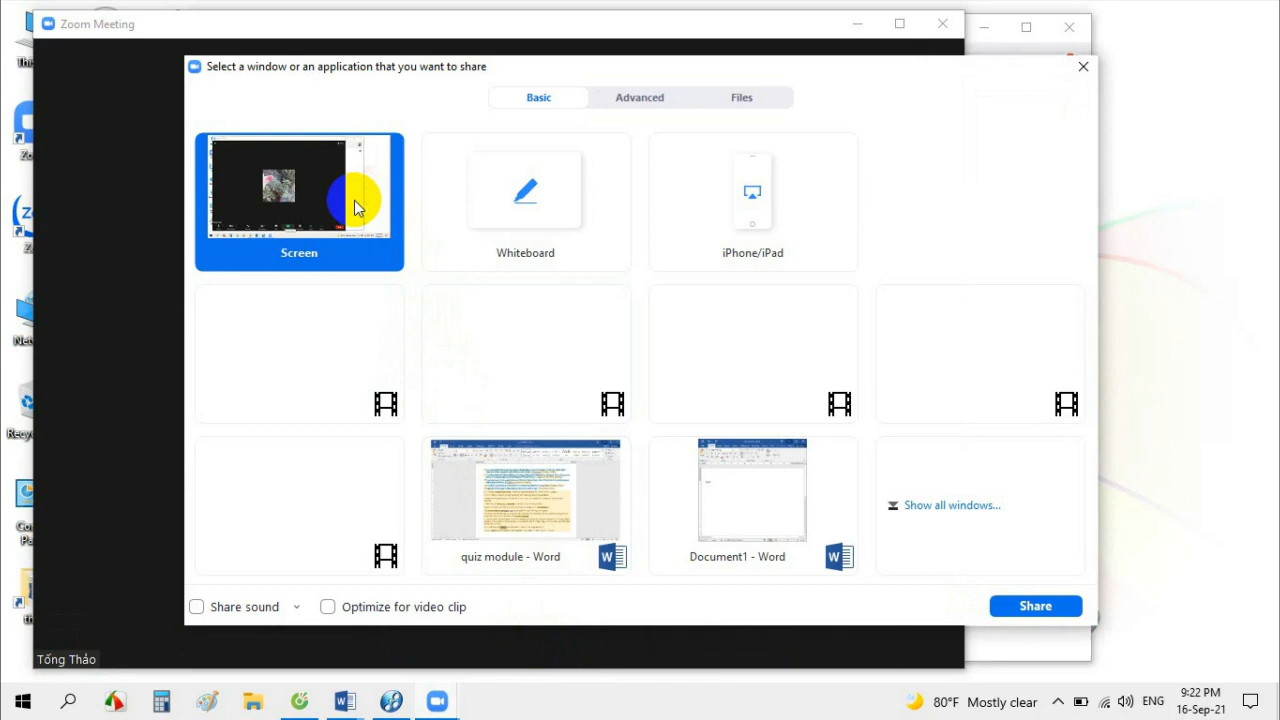 Zoom Meeting
Select a window or an application that you want to share
Basic Advanced Files
Screen
Whiteboard
iPhone/iPad
Show all windows...
quiz module - Word
W
Document1 - Word
W
Share sound
Optimize for video clip
Share
Tống Thảo
80°F Mostly clear
ENG
9:22 PM
16-Sep-21